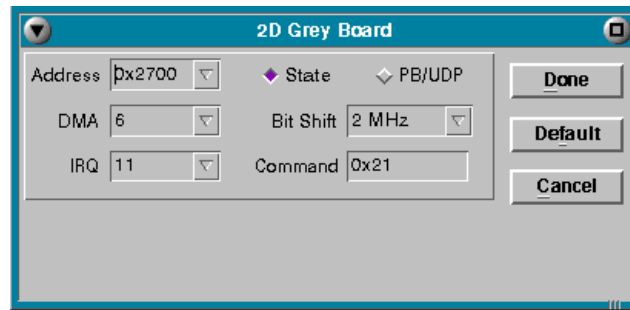 2D Grey Board
Address 0x2700 State PB/UDP Done
DMA 6 Bit Shift 2 MHz Default
IRQ 11 Command 0x21 Cancel